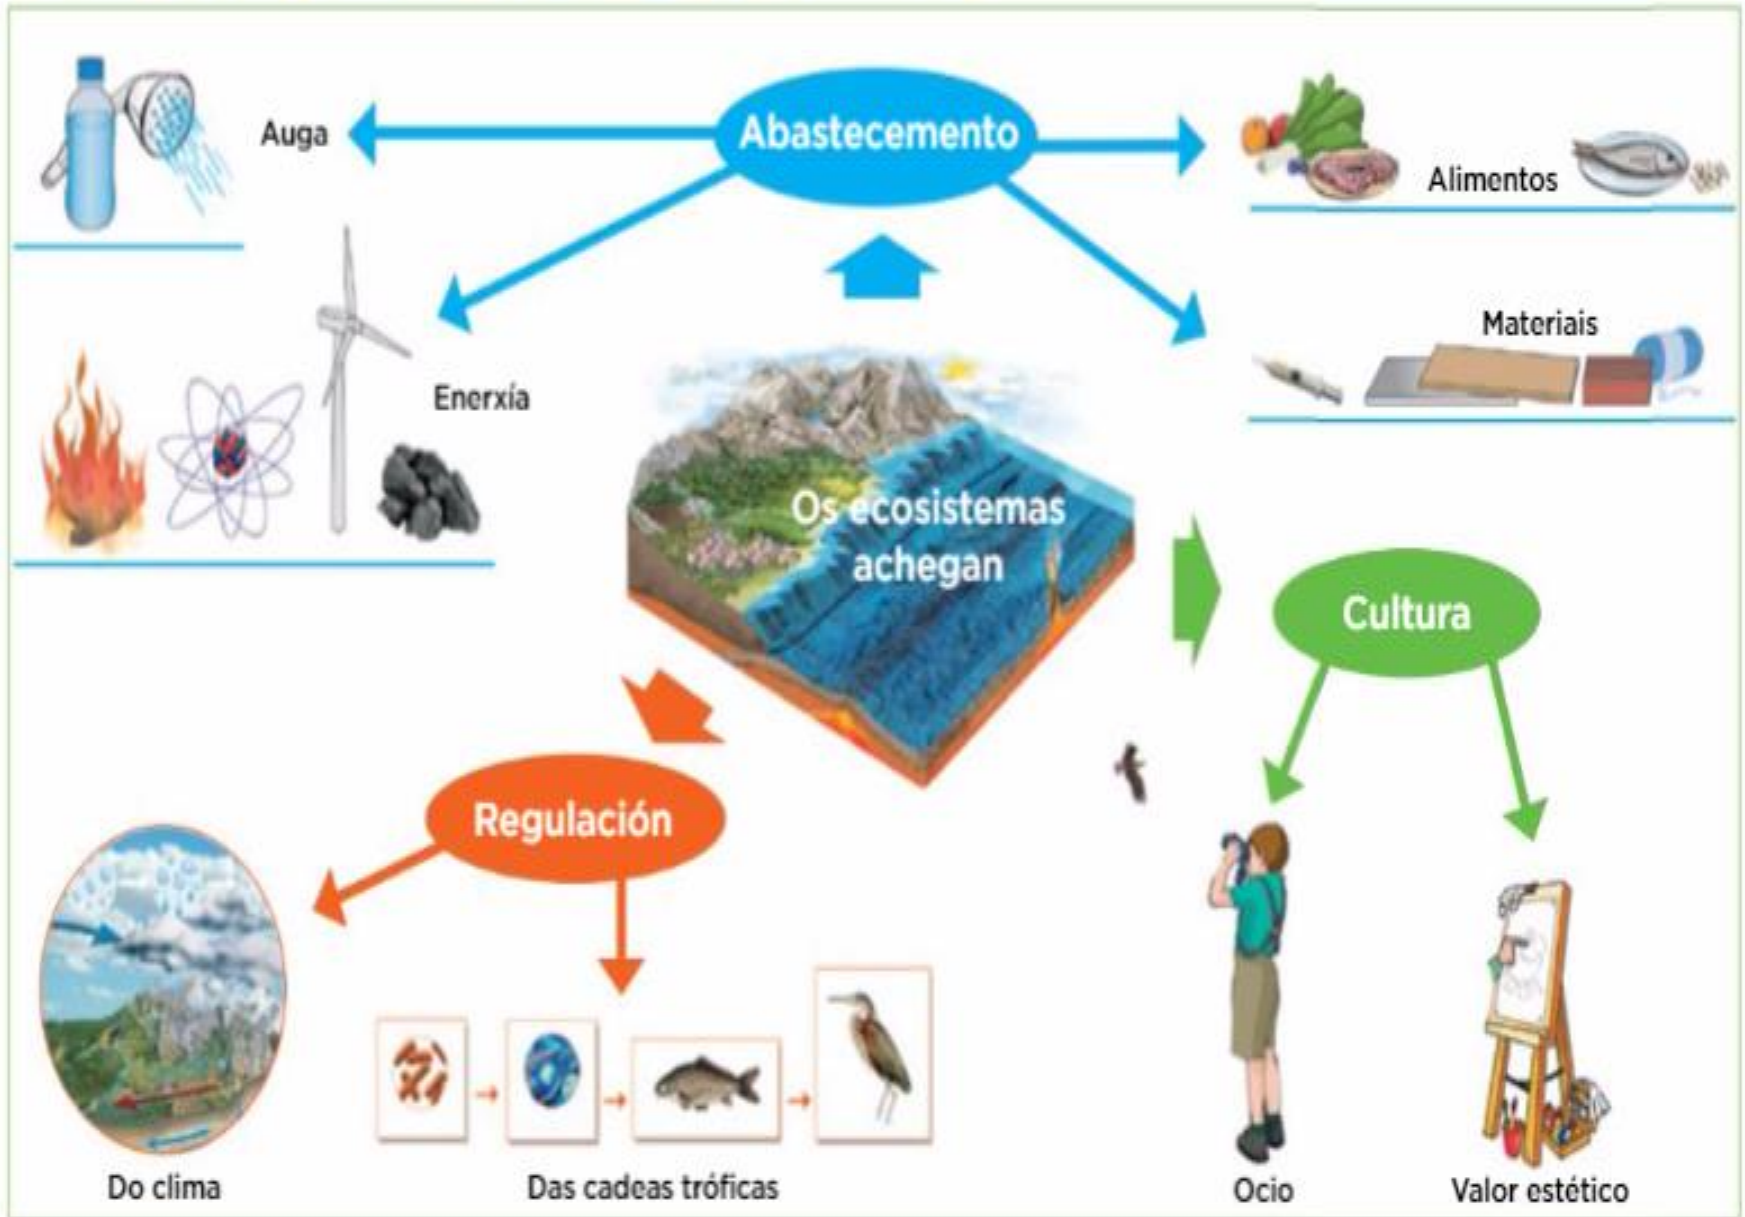 Abastecemento
Auga
Alimentos
Materiais
Enerxía
Os ecosistemas
achegan
Cultura
Regulación
Do clima
Das cadeas tróficas
Ocio
Valor estético